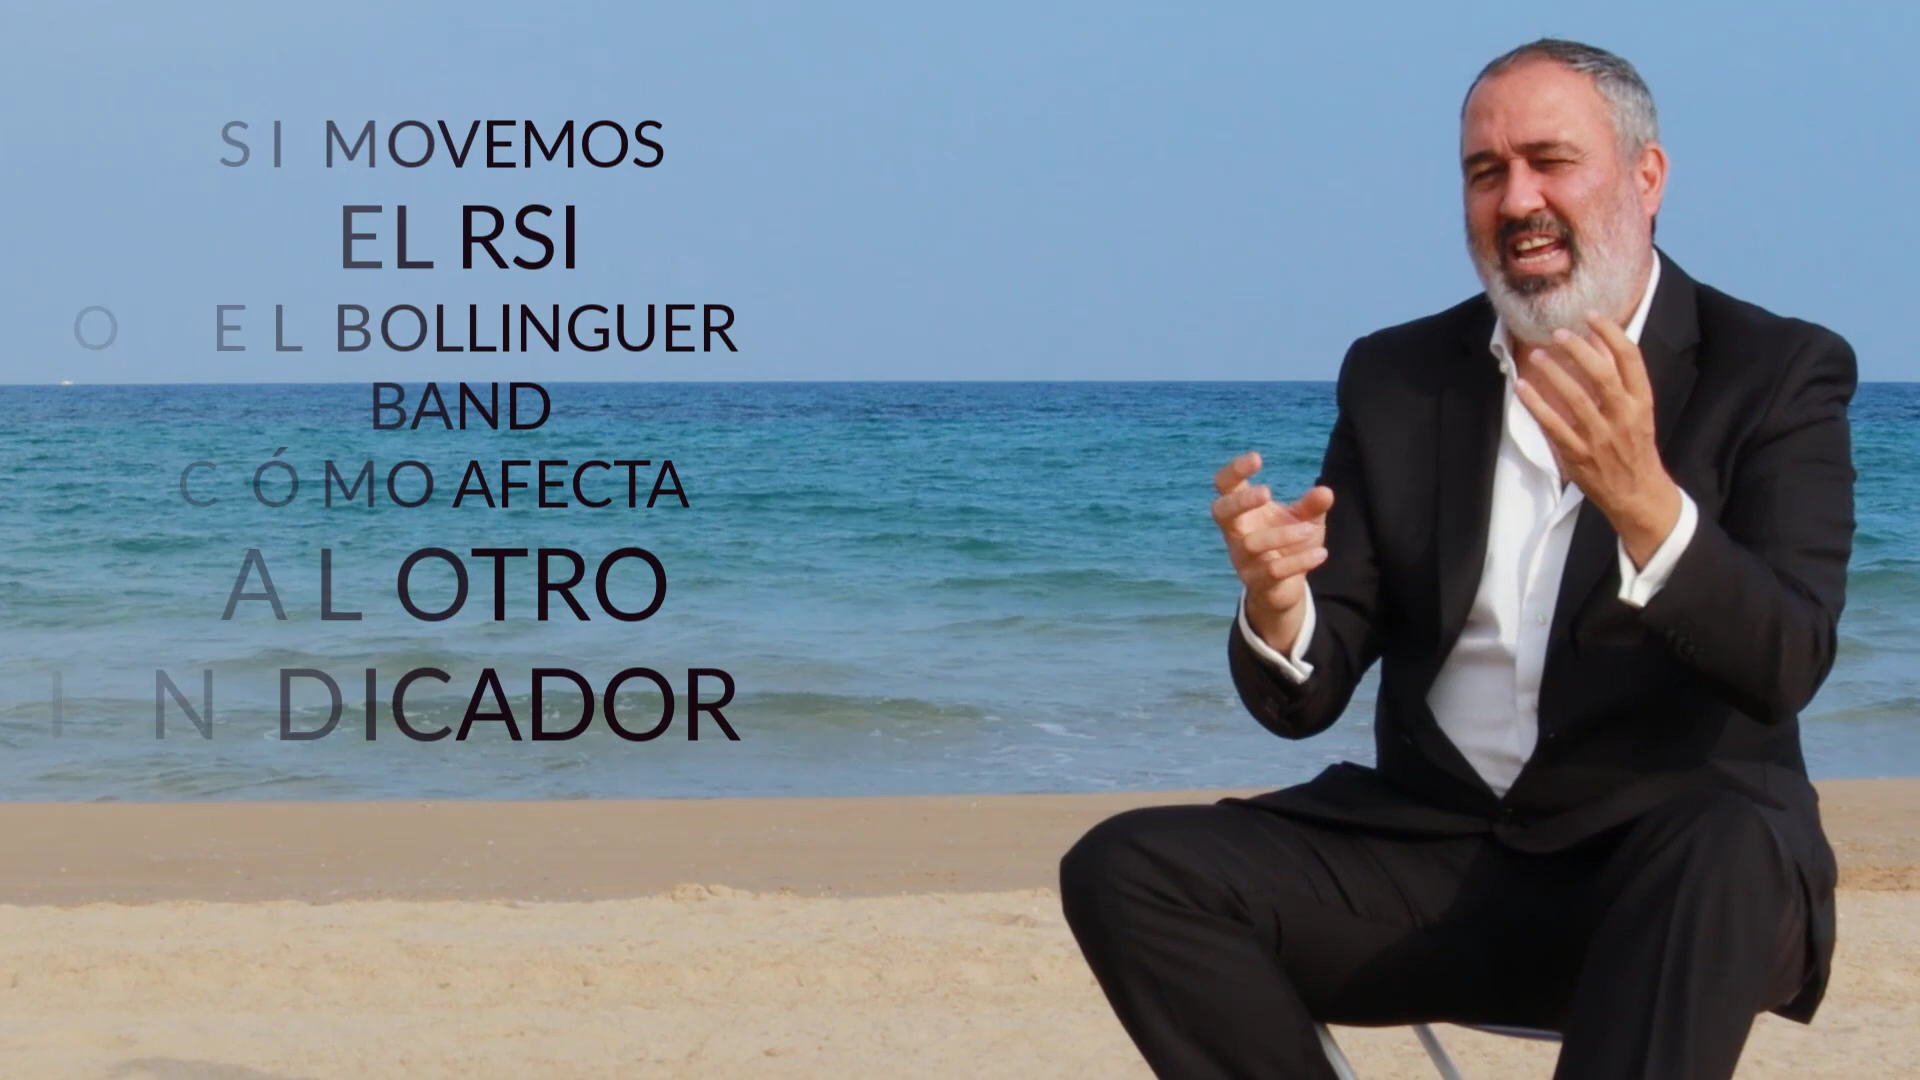 SI MOVEMOS
EL RSI
O EL BOLLINGUER
BAND
CÓMO AFECTA
AL OTRO
INDICADOR